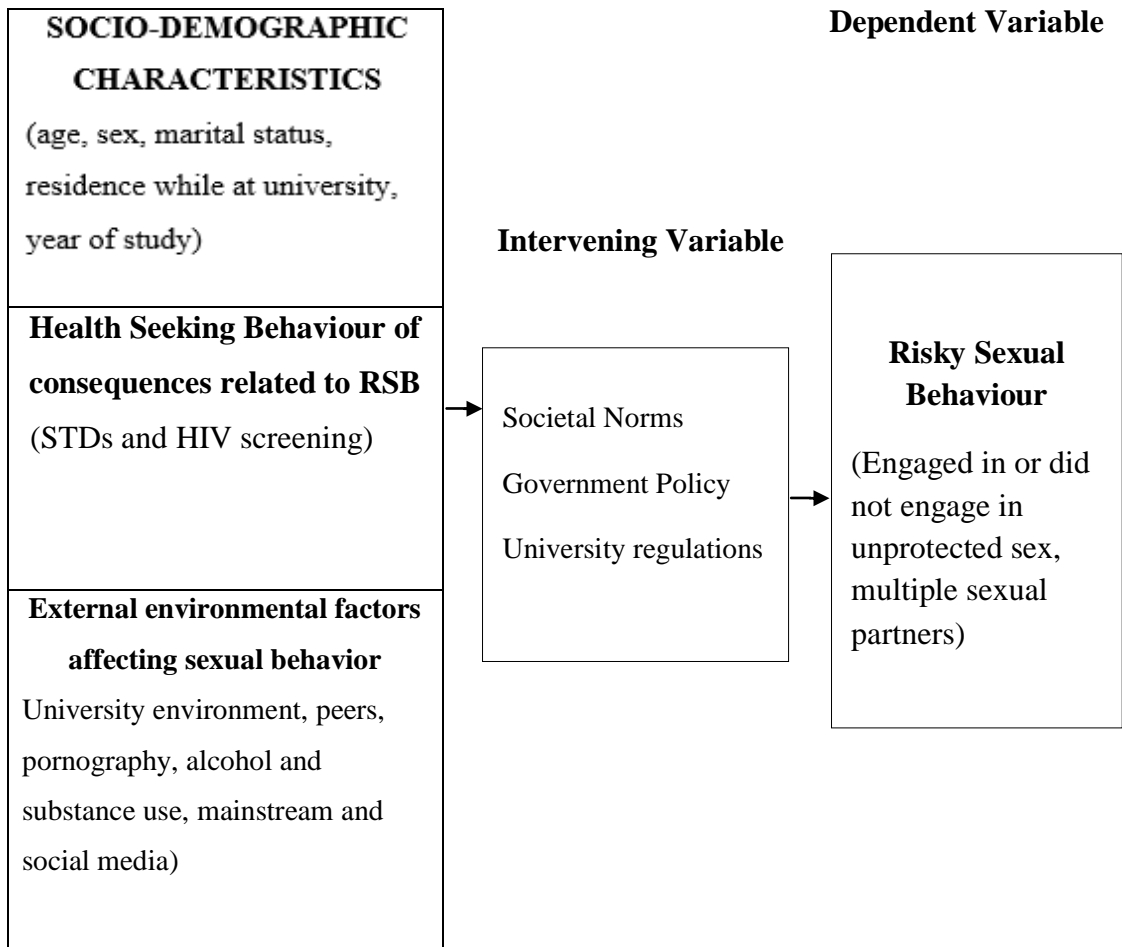 SOCIO-DEMOGRAPHIC
CHARACTERISTICS
(age, sex, marital status,
residence while at university,
year of study)
Health Seeking Behaviour of
consequences related to RSB
(STDs and HIV screening)
External environmental factors
affecting sexual behavior
University environment, peers,
pornography, alcohol and
substance use, mainstream and
social media)
Intervening Variable
Societal Norms
Government Policy
University regulations
Dependent Variable
Risky Sexual
Behaviour
(Engaged in or did
not engage in
unprotected sex,
multiple sexual
partners)